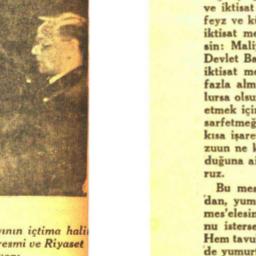 ının içtima hali
resmi ve Riyaset
ve iktisat
feyz ve kü
iktisat me
sin: Mali
Devlet Ba
iktisat me
fazla alm
lursa olsu
etmek içi
sarfetmeğ
kısa işare
zuun ne k
duğuna ai
ruz.
Bu mes
dan, yum
mes'elesin
nu isterse
Hem tavu
de yumurt